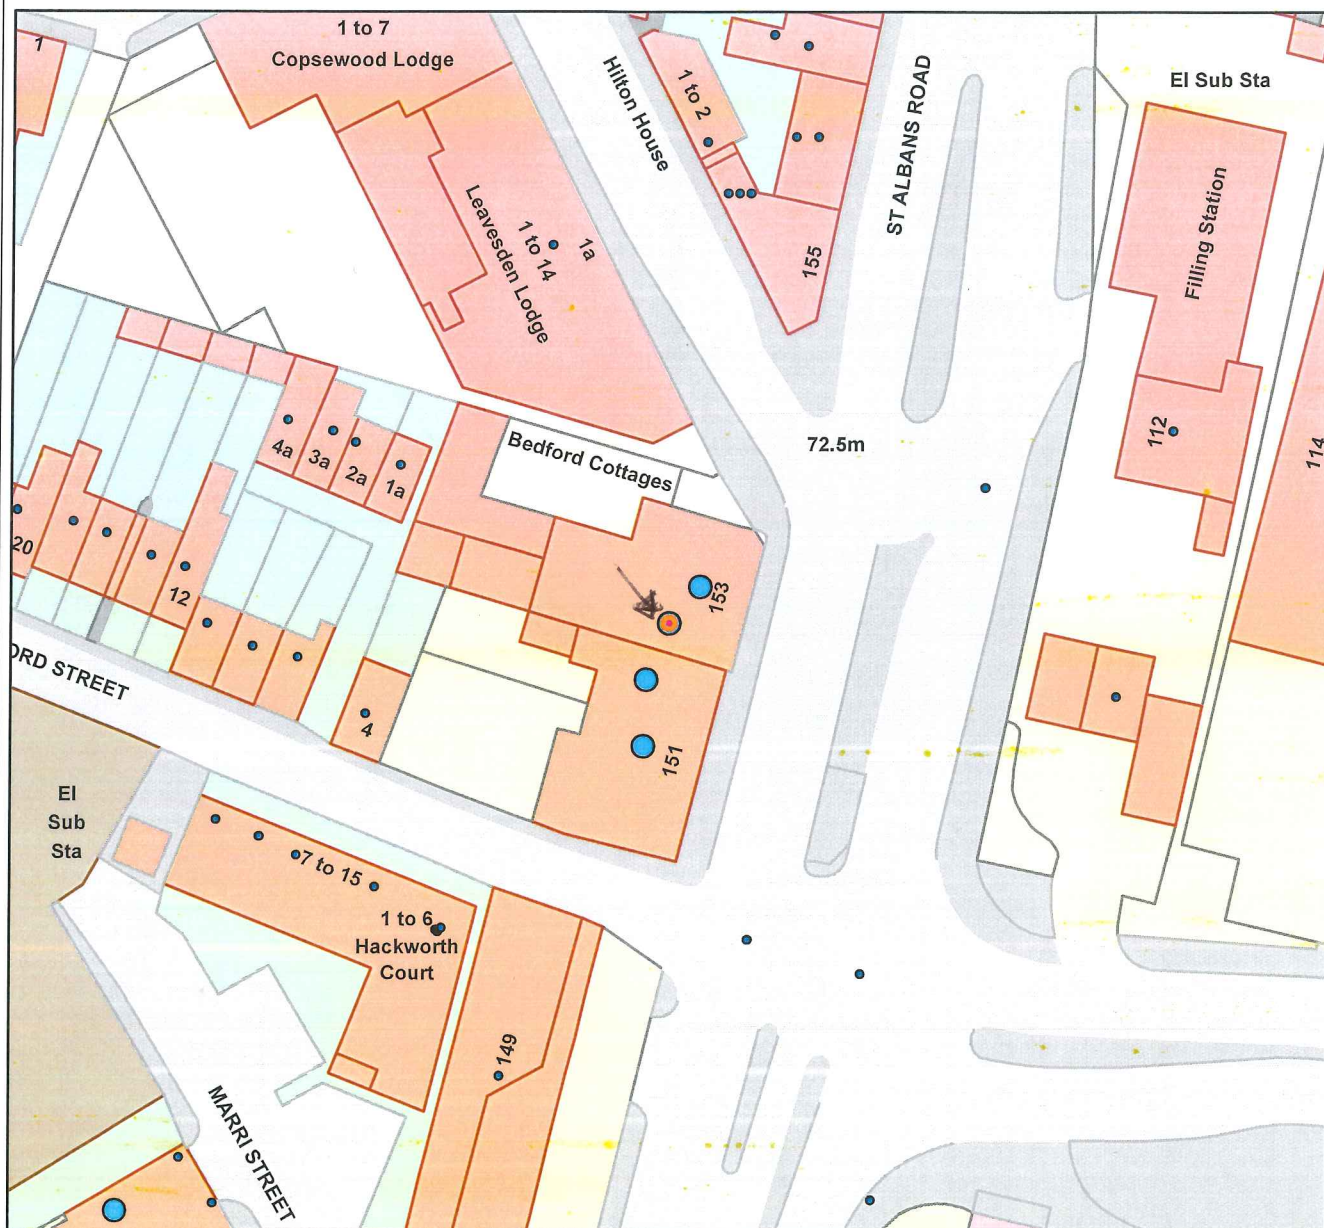 1 to 7
Copsewood Lodge
1
Hilton House
1 to 2
ST ALBANS ROAD
El Sub Sta
Filling Station
Leavesden Lodge
1 to 14
1a
155
4a
3a
2a
1a
Bedford Cottages
72.5m
112
114
20
12
153
4
151
ORD STREET
El
Sub
Sta
7 to 15
1 to 6
Hackworth
Court
149
MARRI STREET